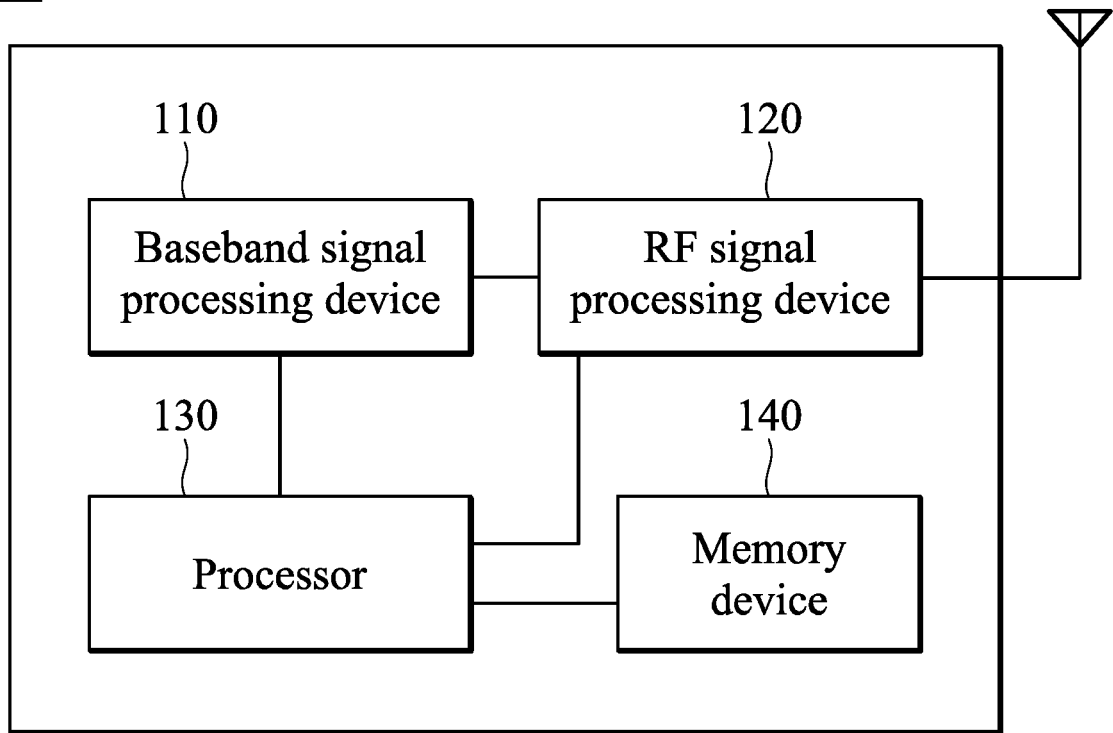 110
120
Baseband signal
processing device
RF signal
processing device
130
140
Processor
Memory
device